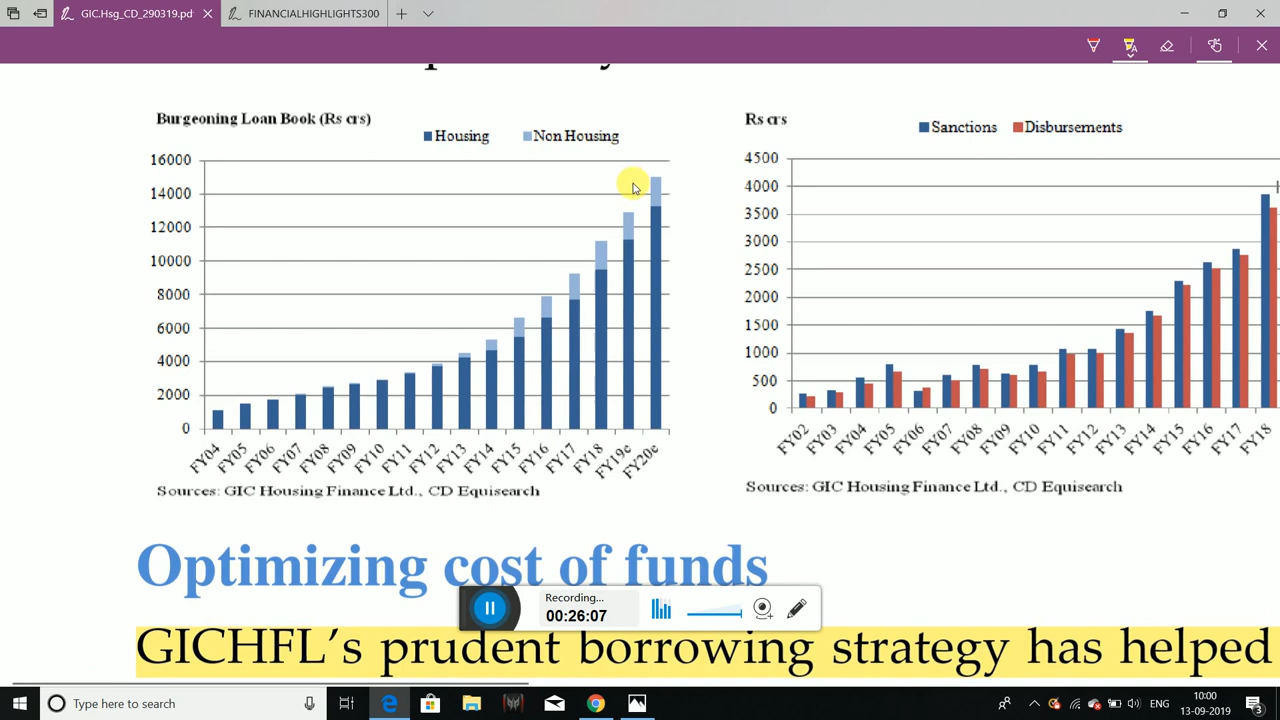 GIC.Hsg_CD_290319.pd
FINANCIALHIGHLIGHTS300
Burgeoning Loan Book (Rs crs)
Housing
Non Housing
16000
14000
12000
10000
8000
6000
4000
2000
0
FY04
FY05
FY06
FY07
FY08
FY09
FY10
FY11
FY12
FY13
FY14
FY15
FY16
FY17
FY18
FY19e
FY20e
Sources: GIC Housing Finance Ltd., CD Equisearch
Rs crs
Sanctions
Disbursements
4500
4000
3500
3000
2500
2000
1500
1000
500
0
FY02
FY03
FY04
FY05
FY06
FY07
FY08
FY09
FY10
FY11
FY12
FY13
FY14
FY15
FY16
FY17
FY18
Sources: GIC Housing Finance Ltd., CD Equisearch
Optimizing cost of funds
Recording...
00:26:07
GICHFL's prudent borrowing strategy has helped
Type here to search
ENG
10:00
13-09-2019
3